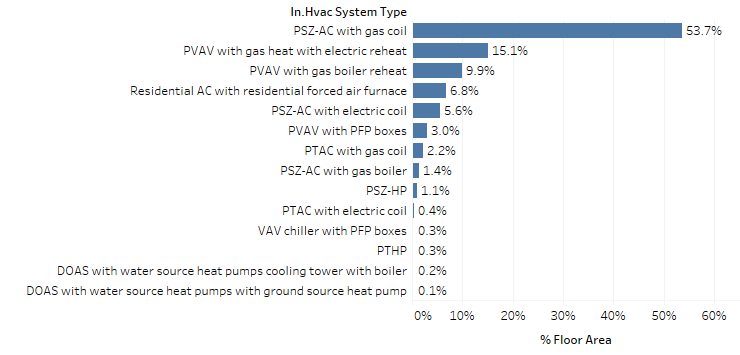 In.Hvac System Type
PSZ-AC with gas coil 53.7%
PVAV with gas heat with electric reheat 15.1%
PVAV with gas boiler reheat 9.9%
Residential AC with residential forced air furnace 6.8%
PSZ-AC with electric coil 5.6%
PVAV with PFP boxes 3.0%
PTAC with gas coil 2.2%
PSZ-AC with gas boiler 1.4%
PSZ-HP 1.1%
PTAC with electric coil 0.4%
VAV chiller with PFP boxes 0.3%
PTHP 0.3%
DOAS with water source heat pumps cooling tower with boiler 0.2%
DOAS with water source heat pumps with ground source heat pump 0.1%
0% 10% 20% 30% 40% 50% 60%
% Floor Area